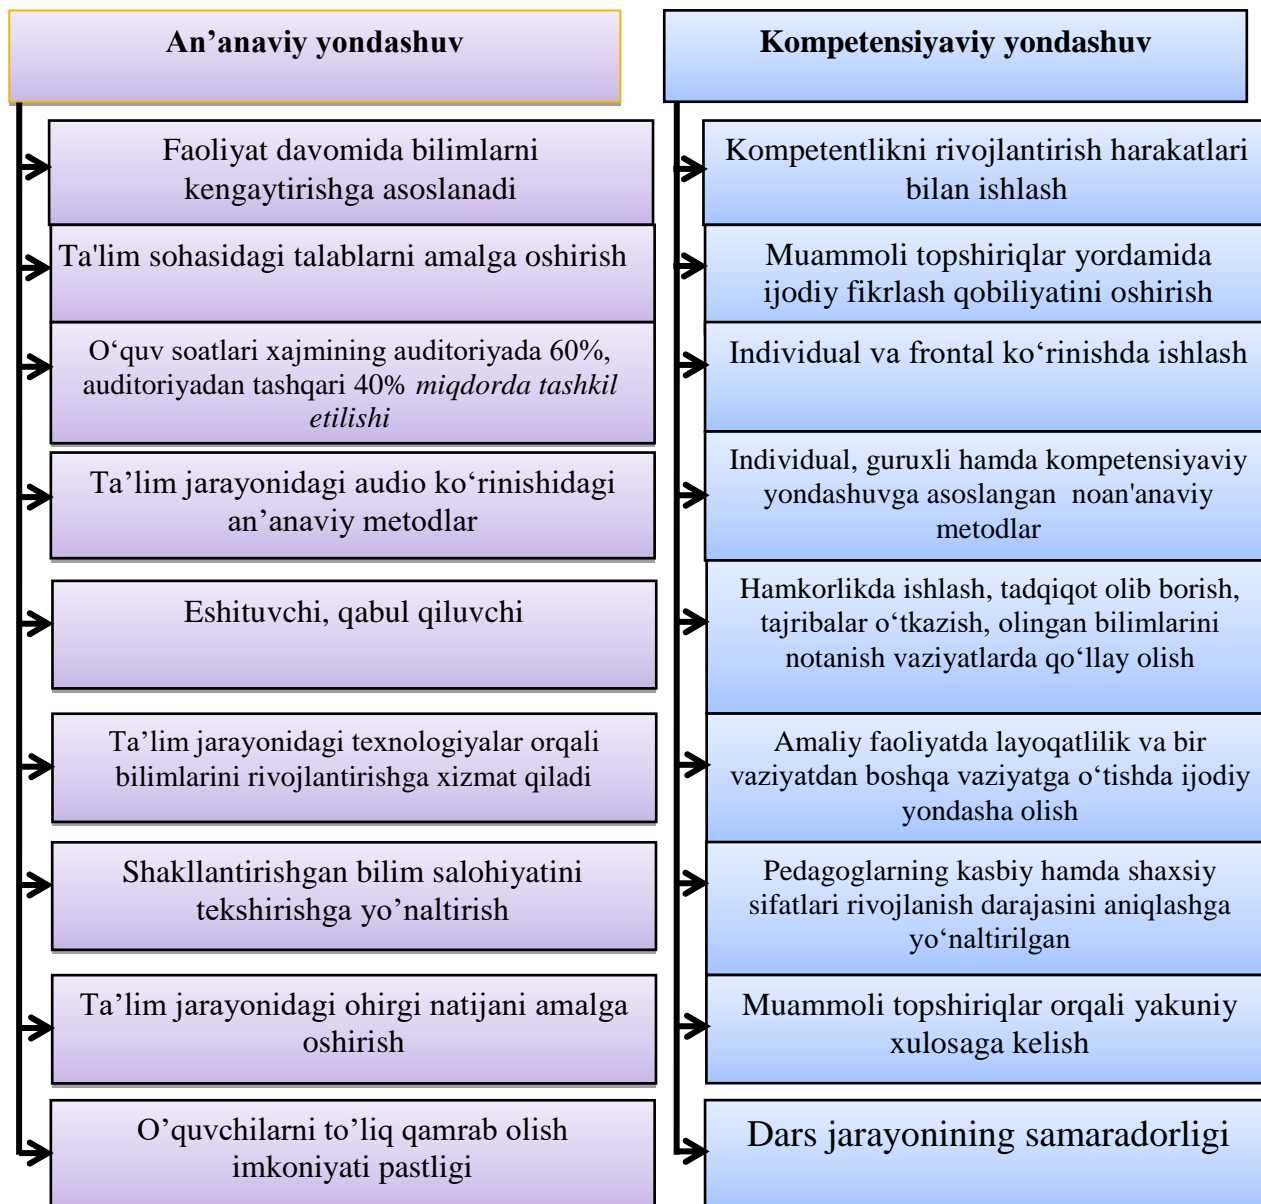 An’anaviy yondashuv
Faoliyat davomida bilimlarni
kengaytirishga asoslanadi
Ta'lim sohasidagi talablarni amalga oshirish
O‘quv soatlari xajmining auditoriyada 60%,
auditoriyadan tashqari 40% miqdorda tashkil
etilishi
Ta’lim jarayonidagi audio ko‘rinishidagi
an’anaviy metodlar
Eshituvchi, qabul qiluvchi
Ta’lim jarayonidagi texnologiyalar orqali
bilimlarini rivojlantirishga xizmat qiladi
Shakllantirishgan bilim salohiyatini
tekshirishga yo’naltirish
Ta’lim jarayonidagi ohirgi natijani amalga
oshirish
O’quvchilarni to’liq qamrab olish
imkoniyati pastligi
Kompetensiyaviy yondashuv
Kompetentlikni rivojlantirish harakatlari
bilan ishlash
Muammoli topshiriqlar yordamida
ijodiy fikrlash qobiliyatini oshirish
Individual va frontal ko‘rinishda ishlash
Individual, guruxli hamda kompetensiyaviy
yondashuvga asoslangan noan'anaviy
metodlar
Hamkorlikda ishlash, tadqiqot olib borish,
tajribalar o‘tkazish, olingan bilimlarini
notanish vaziyatlarda qo‘llay olish
Amaliy faoliyatda layoqatlilik va bir
vaziyatdan boshqa vaziyatga o‘tishda ijodiy
yondasha olish
Pedagoglarning kasbiy hamda shaxsiy
sifatlari rivojlanish darajasini aniqlashga
yo‘naltirilgan
Muammoli topshiriqlar orqali yakuniy
xulosaga kelish
Dars jarayonining samaradorligi